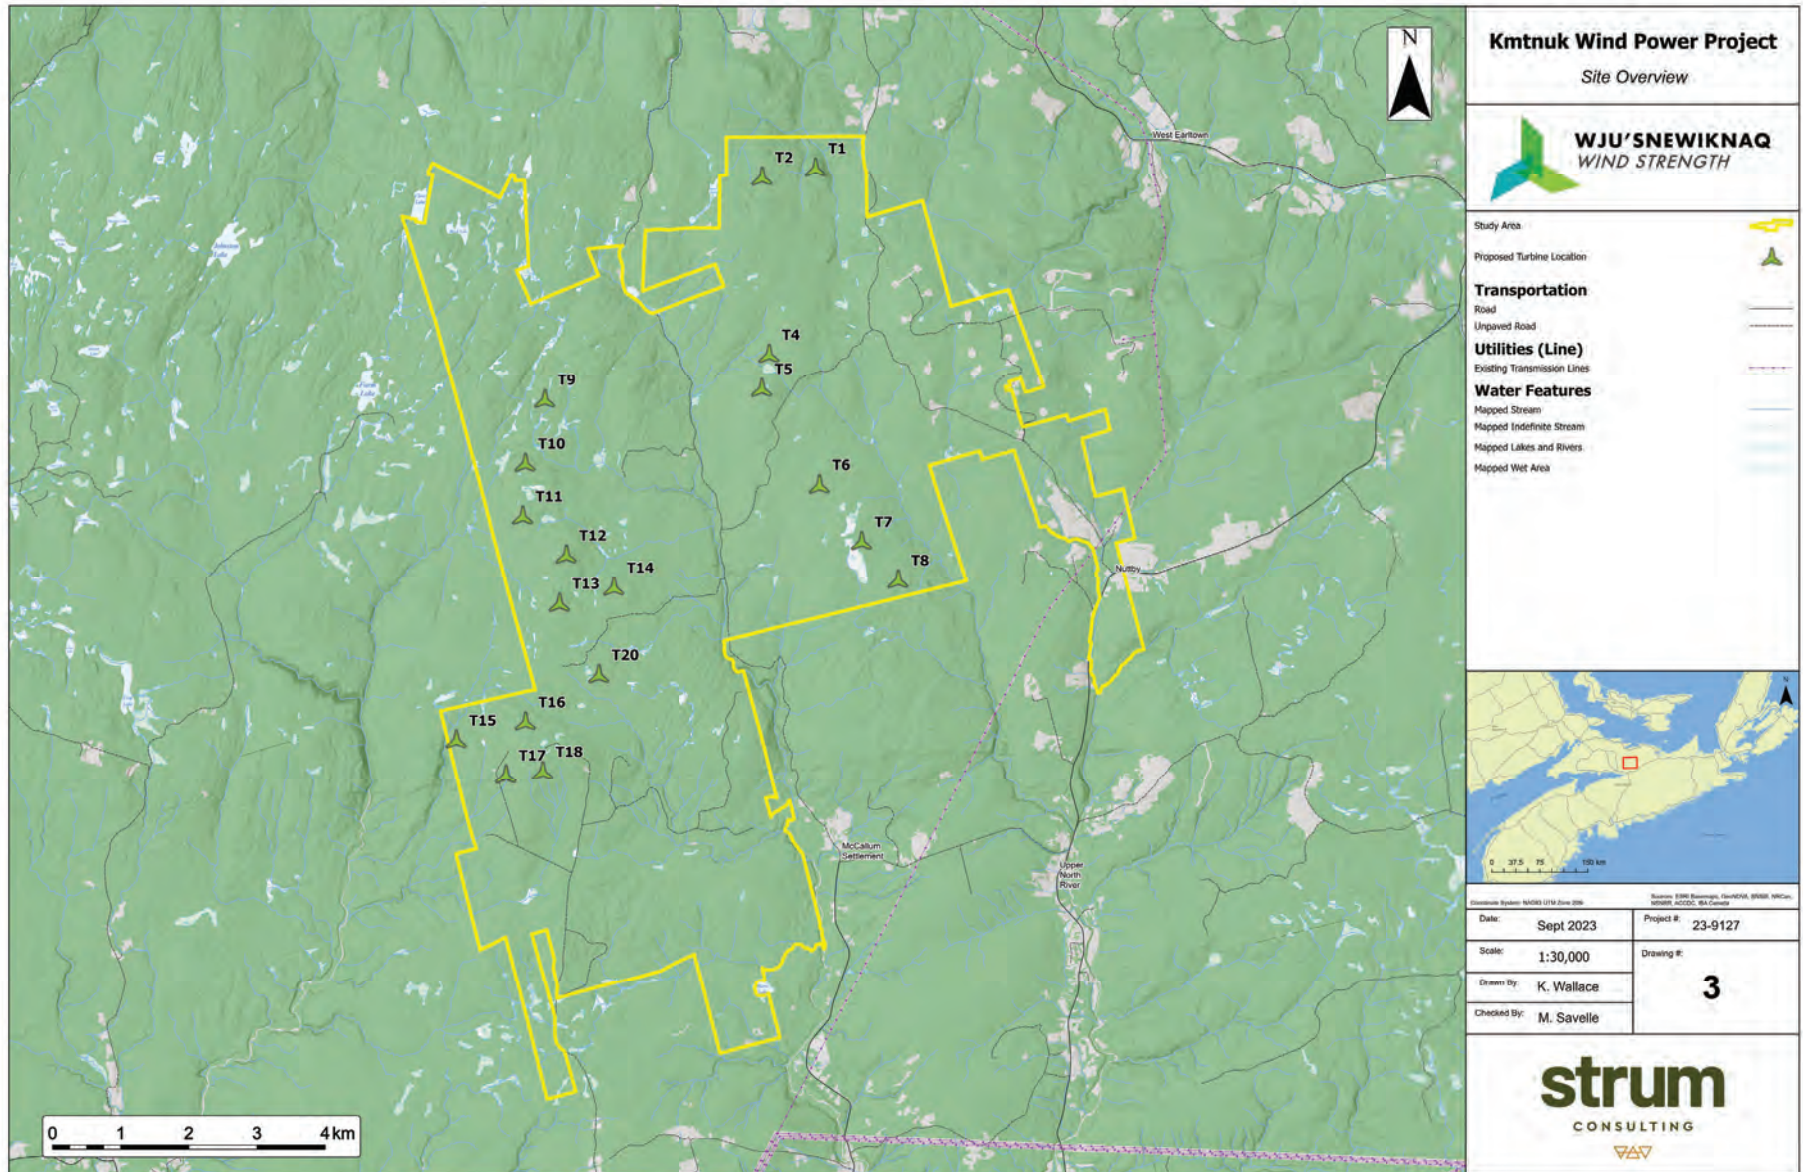 N
T1
T2
West Earltown
Johnston
Lake
T4
T5
T9
Farm
Lake
T10
T6
T11
T7
T12
T8
T14
T13
Nuttby
T20
T16
T15
T18
T17
McCallum
Settlement
Upper
North
River
0 1 2 3 4 km
Kmtnuk Wind Power Project
Site Overview
WJU'SNEWIKNAQ
WIND STRENGTH
Study Area
Proposed Turbine Location
Transportation
Road
Unpaved Road
Utilities (Line)
Existing Transmission Lines
Water Features
Mapped Stream
Mapped Indefinite Stream
Mapped Lakes and Rivers
Mapped Wet Area
N
0 37.5 75 150 km
Date: Sept 2023
Project #: 23-9127
Scale: 1:30,000
Drawing #:
3
Drawn By: K. Wallace
Checked By: M. Savelle
strum
CONSULTING